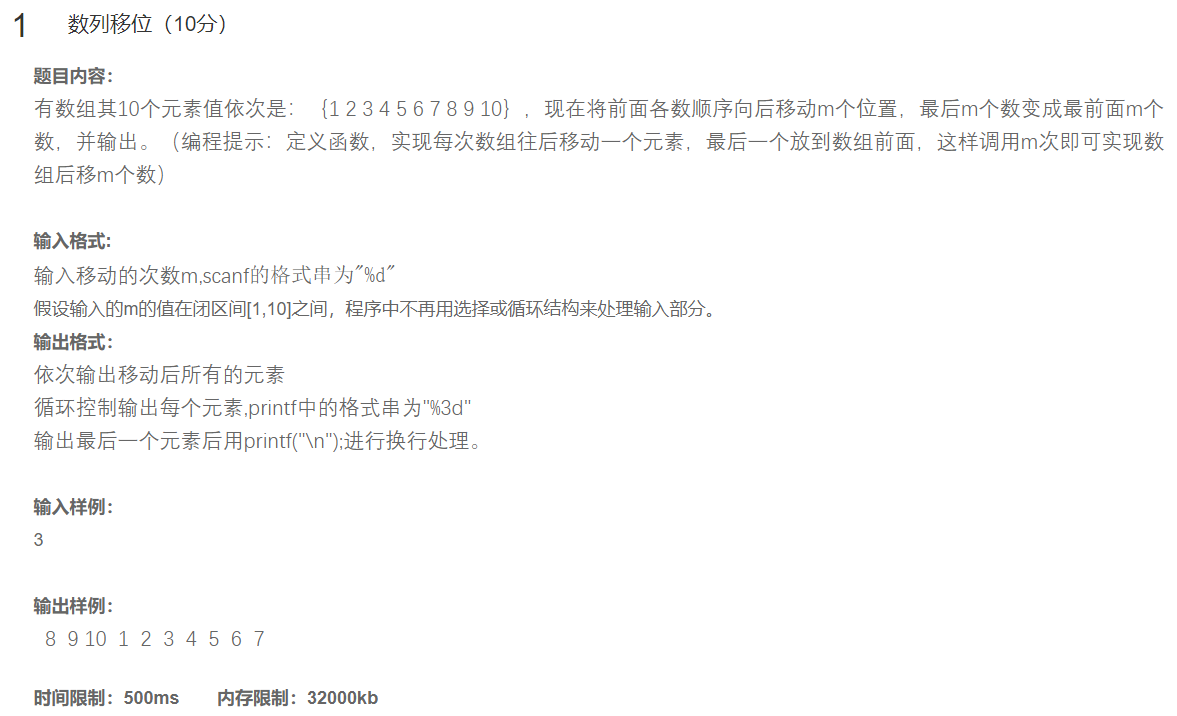 1 数列移位（10分）
题目内容：
有数组其10个元素值依次是：｛1 2 3 4 5 6 7 8 9 10｝，现在将前面各数顺序向后移动m个位置，最后m个数变成最前面m个
数，并输出。（编程提示：定义函数，实现每次数组往后移动一个元素，最后一个放到数组前面，这样调用m次即可实现数
组后移m个数）
输入格式:
输入移动的次数m,scanf的格式串为"%d"
假设输入的m的值在闭区间[1,10]之间，程序中不再用选择或循环结构来处理输入部分。
输出格式：
依次输出移动后所有的元素
循环控制输出每个元素,printf中的格式串为"%3d"
输出最后一个元素后用printf("\n");进行换行处理。
输入样例：
3
输出样例：
8 9 10 1 2 3 4 5 6 7
时间限制：500ms 内存限制：32000kb